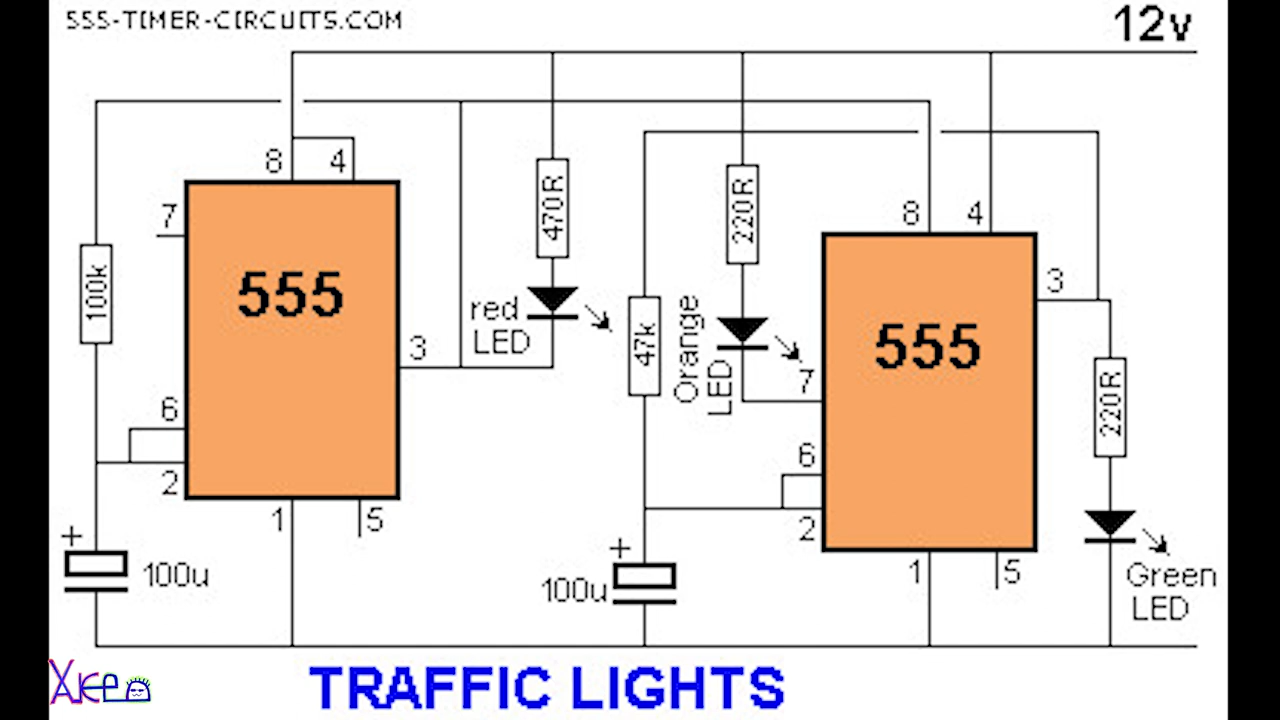 555-TIMER-CIRCUITS.COM
12v
8
4
7
555
100k
3
6
2
1
5
+
100u
470R
red
LED
220R
Orange
LED
47k
8
4
3
7
555
6
2
1
5
+
100u
220R
Green
LED
TRAFFIC LIGHTS